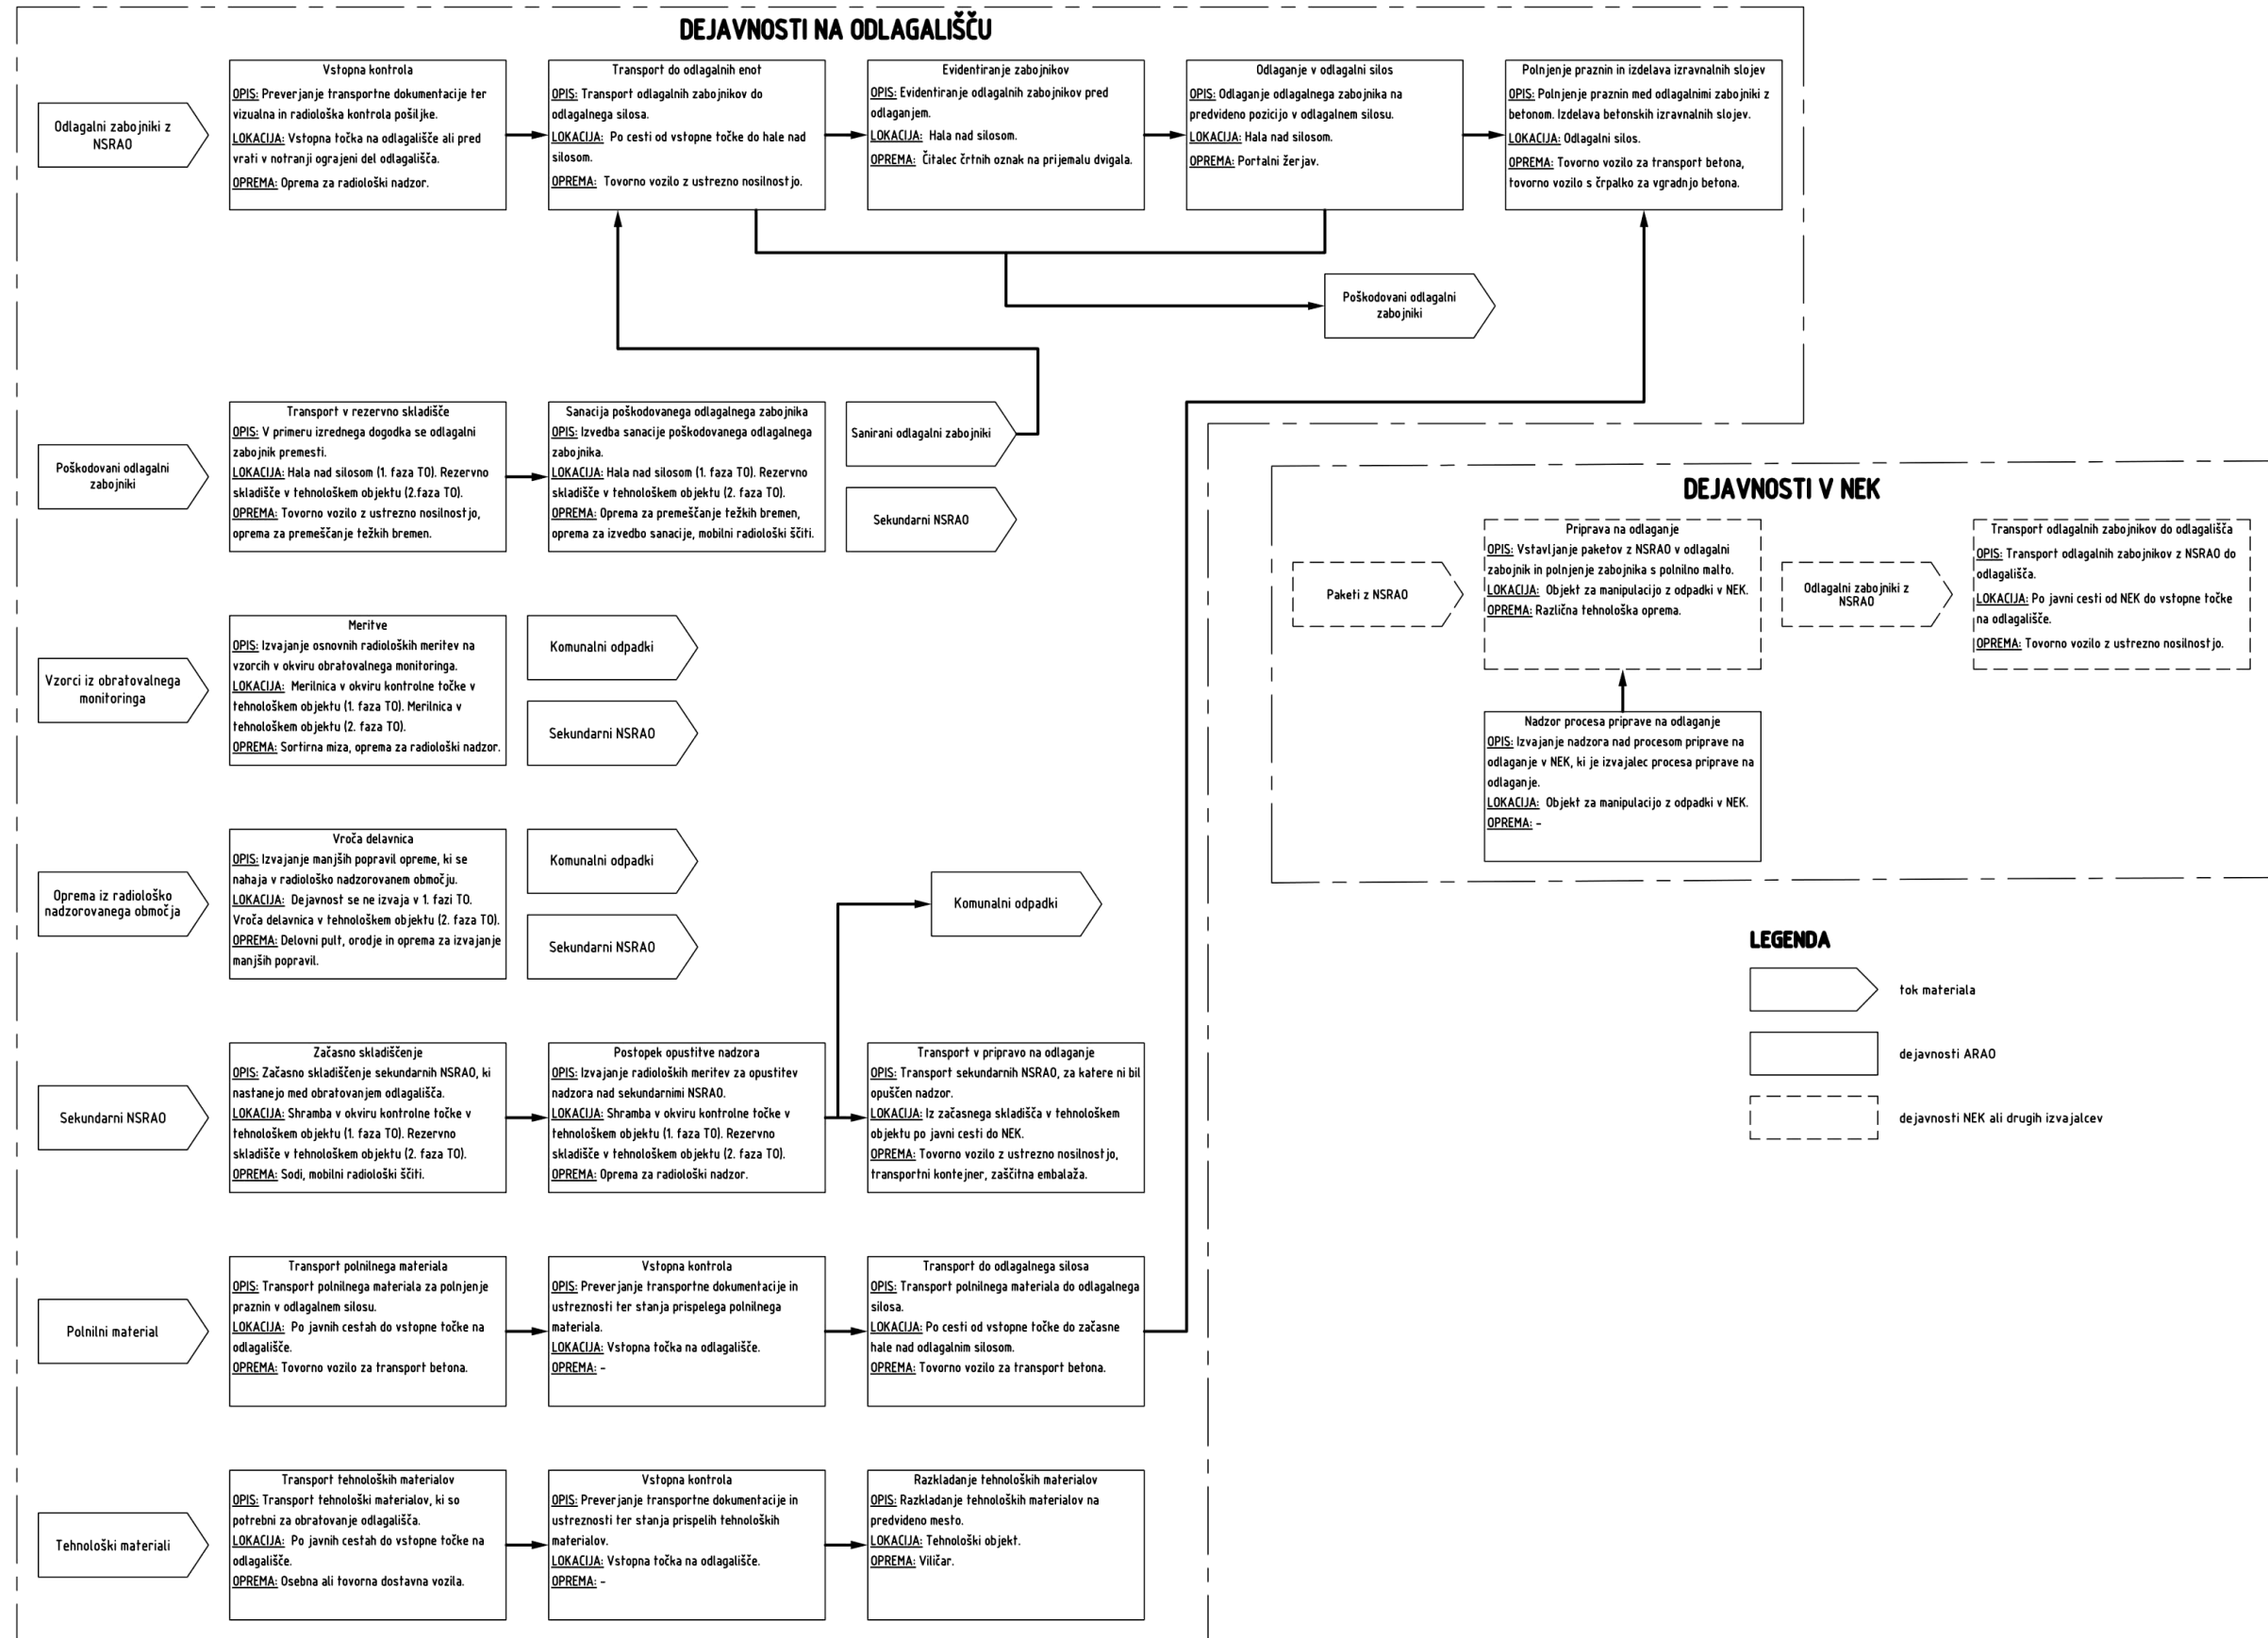 DEJAVNOSTI NA ODLAGALIŠČU
Odlagalni zabojniki z
NSRAO
Vstopna kontrola
OPIS: Preverjanje transportne dokumentacije ter
vizualna in radiološka kontrola pošiljke.
LOKACIJA: Vstopna točka na odlagališče ali pred
vrati v notranji ograjeni del odlagališča.
OPREMA: Oprema za radiološki nadzor.
Transport do odlagalnih enot
OPIS: Transport odlagalnih zabojnikov do
odlagalnega silosa.
LOKACIJA: Po cesti od vstopne točke do hale nad
silosom.
OPREMA: Tovorno vozilo z ustrezno nosilnostjo.
Evidentiranje zabojnikov
OPIS: Evidentiranje odlagalnih zabojnikov pred
odlaganjem.
LOKACIJA: Hala nad silosom.
OPREMA: Čitalec črtnih oznak na prijemalu dvigala.
Odlaganje v odlagalni silos
OPIS: Odlaganje odlagalnega zabojnika na
predvideno pozicijo v odlagalnem silosu.
LOKACIJA: Hala nad silosom.
OPREMA: Portalni žerjav.
Polnjenje praznin in izdelava izravnalnih slojev
OPIS: Polnjenje praznin med odlagalnimi zabojniki z
betonom. Izdelava betonskih izravnalnih slojev.
LOKACIJA: Odlagalni silos.
OPREMA: Tovorno vozilo za transport betona,
tovorno vozilo s črpalko za vgradnjo betona.
Poškodovani odlagalni
zabojniki
Poškodovani odlagalni
zabojniki
Transport v rezervno skladišče
OPIS: V primeru izrednega dogodka se odlagalni
zabojnik premesti.
LOKACIJA: Hala nad silosom (1. faza TO). Rezervno
skladišče v tehnološkem objektu (2.faza TO).
OPREMA: Tovorno vozilo z ustrezno nosilnostjo,
oprema za premeščanje težkih bremen.
Sanacija poškodovanega odlagalnega zabojnika
OPIS: Izvedba sanacije poškodovanega odlagalnega
zabojnika.
LOKACIJA: Hala nad silosom (1. faza TO). Rezervno
skladišče v tehnološkem objektu (2. faza TO).
OPREMA: Oprema za premeščanje težkih bremen,
oprema za izvedbo sanacije, mobilni radiološki ščiti.
Sanirani odlagalni zabojniki
Sekundarni NSRAO
Vzorci iz obratovalnega
monitoringa
Meritve
OPIS: Izvajanje osnovnih radioloških meritev na
vzorcih v okviru obratovalnega monitoringa.
LOKACIJA: Merilnica v okviru kontrolne točke v
tehnološkem objektu (1. faza TO). Merilnica v
tehnološkem objektu (2. faza TO).
OPREMA: Sortirna miza, oprema za radiološki nadzor.
Komunalni odpadki
Sekundarni NSRAO
Oprema iz radiološko
nadzorovanega območja
Vroča delavnica
OPIS: Izvajanje manjših popravil opreme, ki se
nahaja v radiološko nadzorovanem območju.
LOKACIJA: Dejavnost se ne izvaja v 1. fazi TO.
Vroča delavnica v tehnološkem objektu (2. faza TO).
OPREMA: Delovni pult, orodje in oprema za izvajanje
manjših popravil.
Komunalni odpadki
Sekundarni NSRAO
Komunalni odpadki
Sekundarni NSRAO
Začasno skladiščenje
OPIS: Začasno skladiščenje sekundarnih NSRAO, ki
nastanejo med obratovanjem odlagališča.
LOKACIJA: Shramba v okviru kontrolne točke v
tehnološkem objektu (1. faza TO). Rezervno
skladišče v tehnološkem objektu (2. faza TO).
OPREMA: Sodi, mobilni radiološki ščiti.
Postopek opustitve nadzora
OPIS: Izvajanje radioloških meritev za opustitev
nadzora nad sekundarnimi NSRAO.
LOKACIJA: Shramba v okviru kontrolne točke v
tehnološkem objektu (1. faza TO). Rezervno
skladišče v tehnološkem objektu (2. faza TO).
OPREMA: Oprema za radiološki nadzor.
Transport v pripravo na odlaganje
OPIS: Transport sekundarnih NSRAO, za katere ni bil
opuščen nadzor.
LOKACIJA: Iz začasnega skladišča v tehnološkem
objektu po javni cesti do NEK.
OPREMA: Tovorno vozilo z ustrezno nosilnostjo,
transportni kontejner, zaščitna embalaža.
Polnilni material
Transport polnilnega materiala
OPIS: Transport polnilnega materiala za polnjenje
praznin v odlagalnem silosu.
LOKACIJA: Po javnih cestah do vstopne točke na
odlagališče.
OPREMA: Tovorno vozilo za transport betona.
Vstopna kontrola
OPIS: Preverjanje transportne dokumentacije in
ustreznosti ter stanja prispelega polnilnega
materiala.
LOKACIJA: Vstopna točka na odlagališče.
OPREMA: -
Transport do odlagalnega silosa
OPIS: Transport polnilnega materiala do odlagalnega
silosa.
LOKACIJA: Po cesti od vstopne točke do začasne
hale nad odlagalnim silosom.
OPREMA: Tovorno vozilo za transport betona.
Tehnološki materiali
Transport tehnoloških materialov
OPIS: Transport tehnološki materialov, ki so
potrebni za obratovanje odlagališča.
LOKACIJA: Po javnih cestah do vstopne točke na
odlagališče.
OPREMA: Osebna ali tovorna dostavna vozila.
Vstopna kontrola
OPIS: Preverjanje transportne dokumentacije in
ustreznosti ter stanja prispelih tehnoloških
materialov.
LOKACIJA: Vstopna točka na odlagališče.
OPREMA: -
Razkladanje tehnoloških materialov
OPIS: Razkladanje tehnoloških materialov na
predvideno mesto.
LOKACIJA: Tehnološki objekt.
OPREMA: Viličar.
DEJAVNOSTI V NEK
Paketi z NSRAO
Priprava na odlaganje
OPIS: Vstavljanje paketov z NSRAO v odlagalni
zabojnik in polnjenje zabojnika s polnilno malto.
LOKACIJA: Objekt za manipulacijo z odpadki v NEK.
OPREMA: Različna tehnološka oprema.
Odlagalni zabojniki z
NSRAO
Transport odlagalnih zabojnikov do odlagališča
OPIS: Transport odlagalnih zabojnikov z NSRAO do
odlagališča.
LOKACIJA: Po javni cesti od NEK do vstopne točke
na odlagališče.
OPREMA: Tovorno vozilo z ustrezno nosilnostjo.
Nadzor procesa priprave na odlaganje
OPIS: Izvajanje nadzora nad procesom priprave na
odlaganje v NEK, ki je izvajalec procesa priprave na
odlaganje.
LOKACIJA: Objekt za manipulacijo z odpadki v NEK.
OPREMA: -
LEGENDA
tok materiala
dejavnosti ARAO
dejavnosti NEK ali drugih izvajalcev